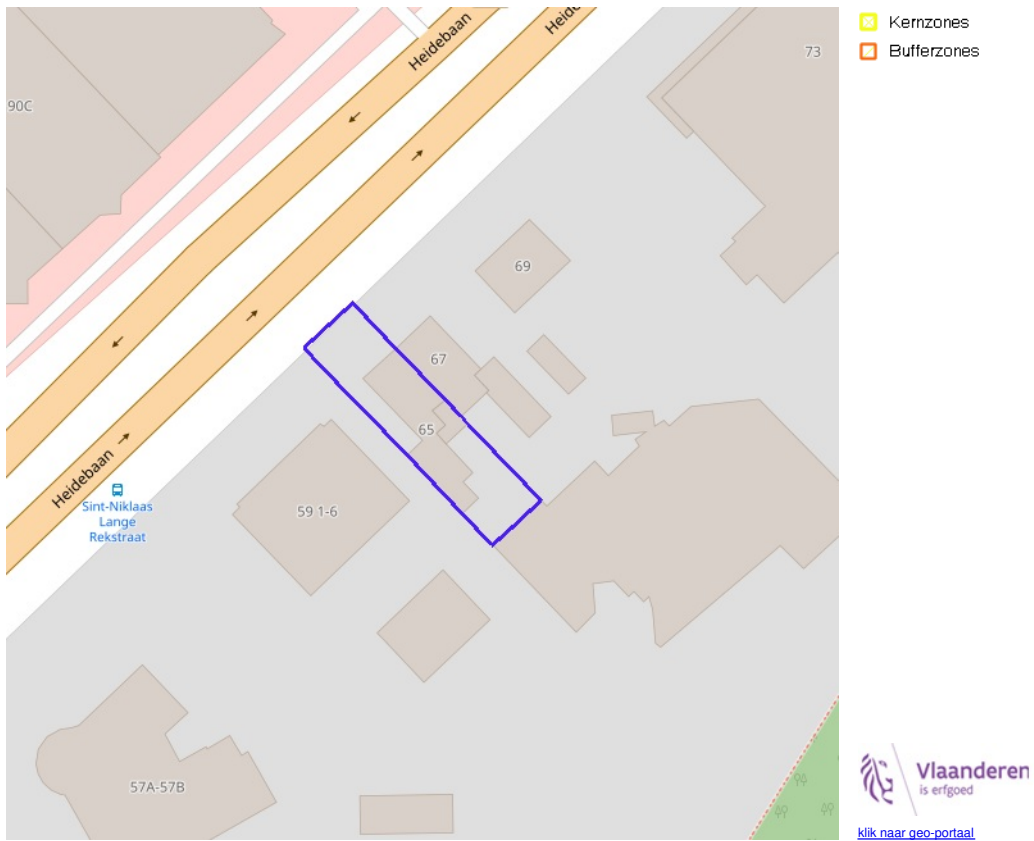 Heidebaan
Heide
73
90C
69
67
65
Heidebaan
Sint-Niklaas
Lange
Rekstraat
59 1-6
57A-57B
Kernzones
Bufferzones
Vlaanderen
is erfgoed
klik naar geo-portaal